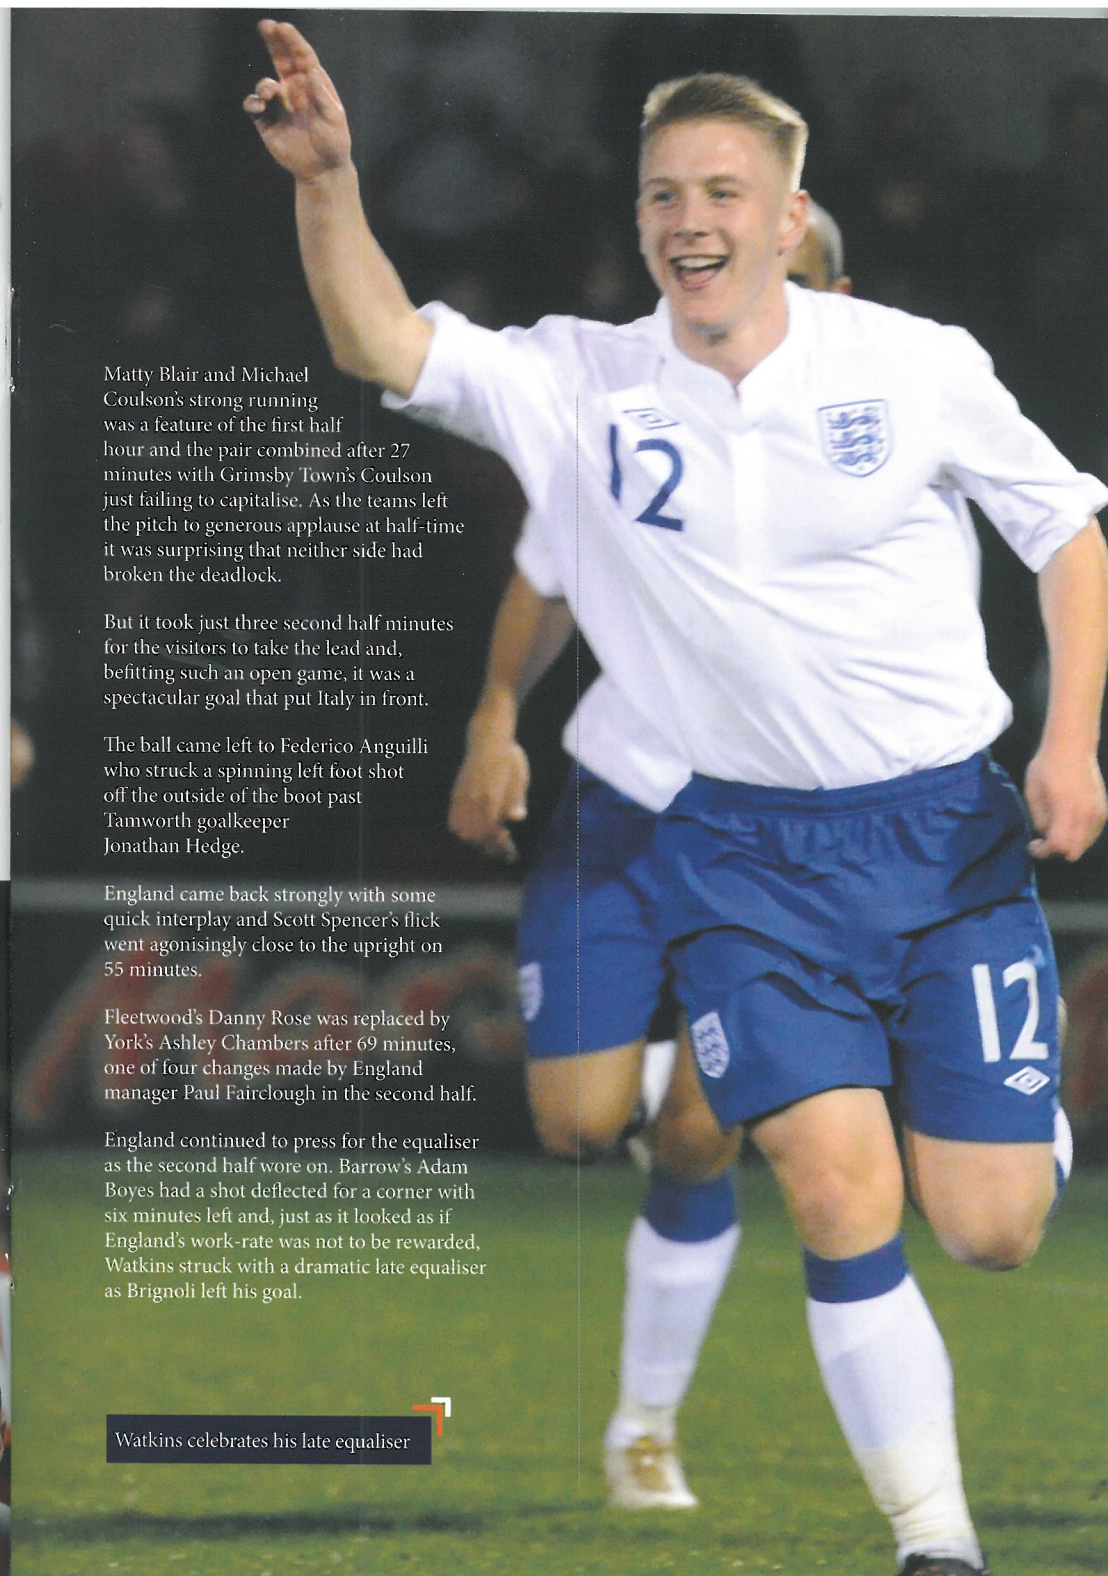 12
12
Matty Blair and Michael
Coulson's strong running
was a feature of the first half
hour and the pair combined after 27
minutes with Grimsby Town's Coulson
just failing to capitalise. As the teams left
the pitch to generous applause at half-time
it was surprising that neither side had
broken the deadlock.
But it took just three second half minutes
for the visitors to take the lead and,
befitting such an open game, it was a
spectacular goal that put Italy in front.
The ball came left to Federico Anguilli
who struck a spinning left foot shot
off the outside of the boot past
Tamworth goalkeeper
Jonathan Hedge.
England came back strongly with some
quick interplay and Scott Spencer's flick
went agonisingly close to the upright on
55 minutes.
Fleetwood's Danny Rose was replaced by
York's Ashley Chambers after 69 minutes,
one of four changes made by England
manager Paul Fairclough in the second half.
England continued to press for the equaliser
as the second half wore on. Barrow's Adam
Boyes had a shot deflected for a corner with
six minutes left and, just as it looked as if
England's work-rate was not to be rewarded,
Watkins struck with a dramatic late equaliser
as Brignoli left his goal.
Watkins celebrates his late equaliser